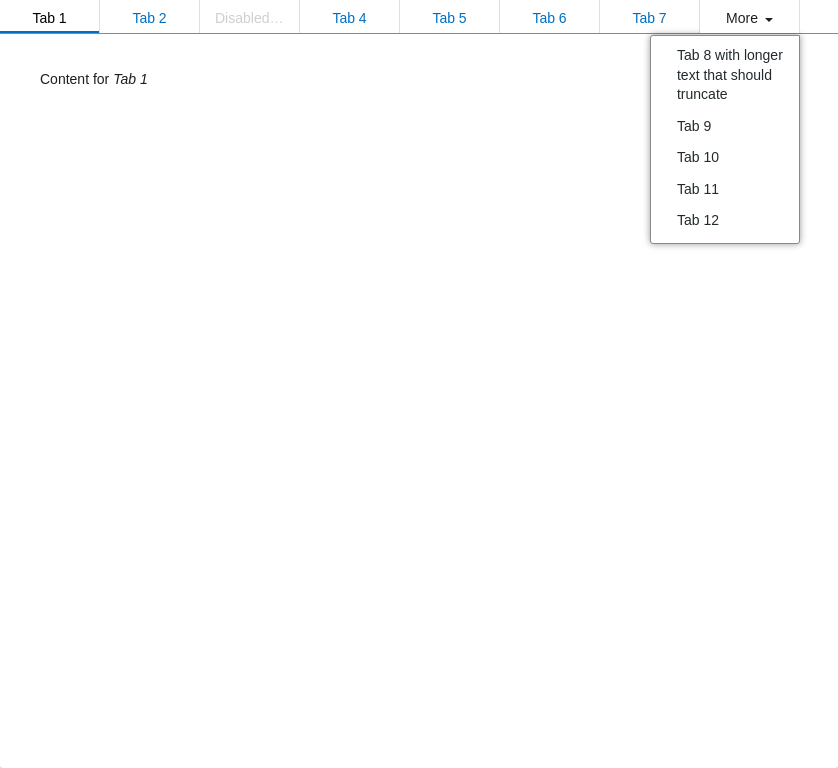 Tab 1 Tab 2 Disabled… Tab 4 Tab 5 Tab 6 Tab 7 More
Tab 8 with longer
text that should
truncate
Tab 9
Tab 10
Tab 11
Tab 12
Content for Tab 1